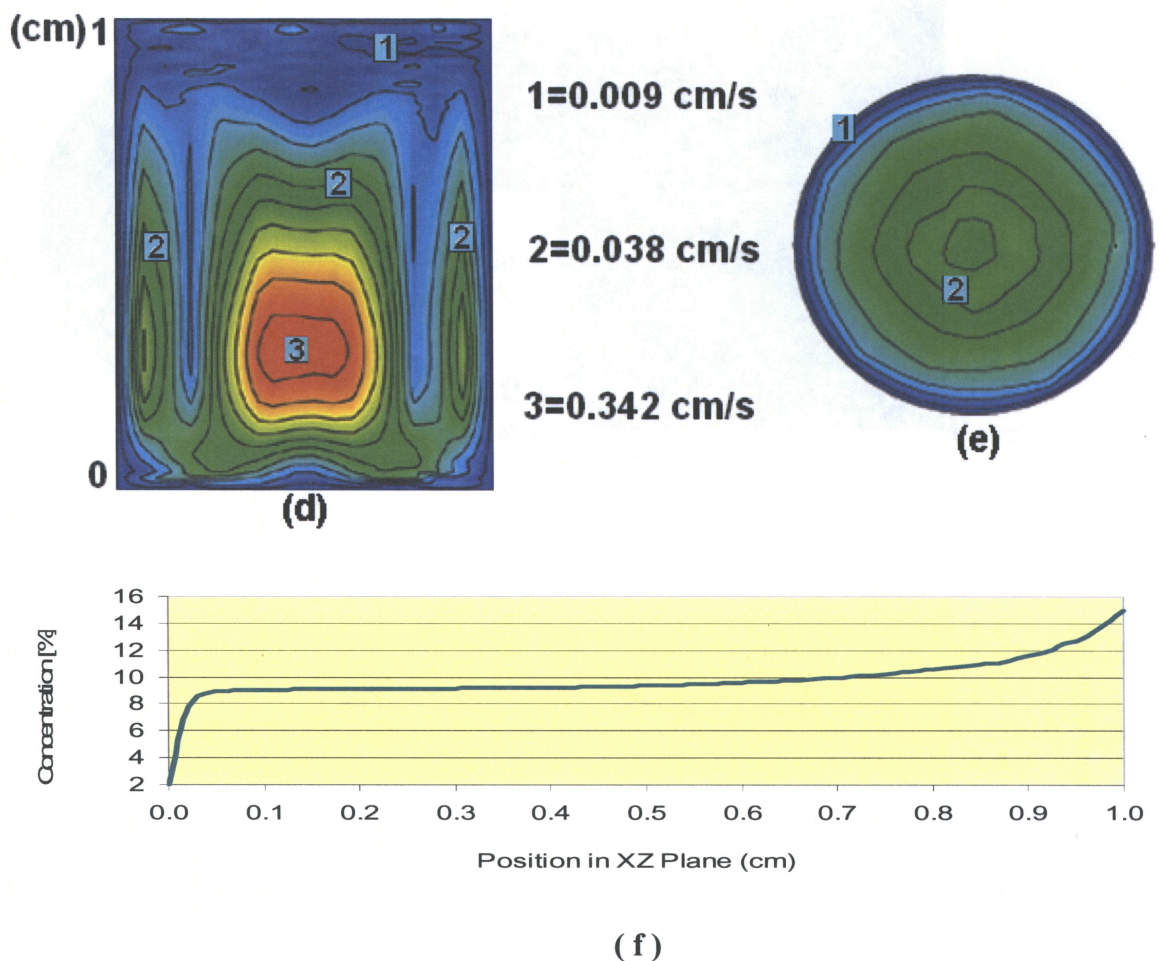 (cm) 1
1
2
2
2
3
0
(d)
1=0.009 cm/s
2=0.038 cm/s
3=0.342 cm/s
1
2
(e)
Concentration [%]
16
14
12
10
8
6
4
2
0.0 0.1 0.2 0.3 0.4 0.5 0.6 0.7 0.8 0.9 1.0
Position in XZ Plane (cm)
( f )